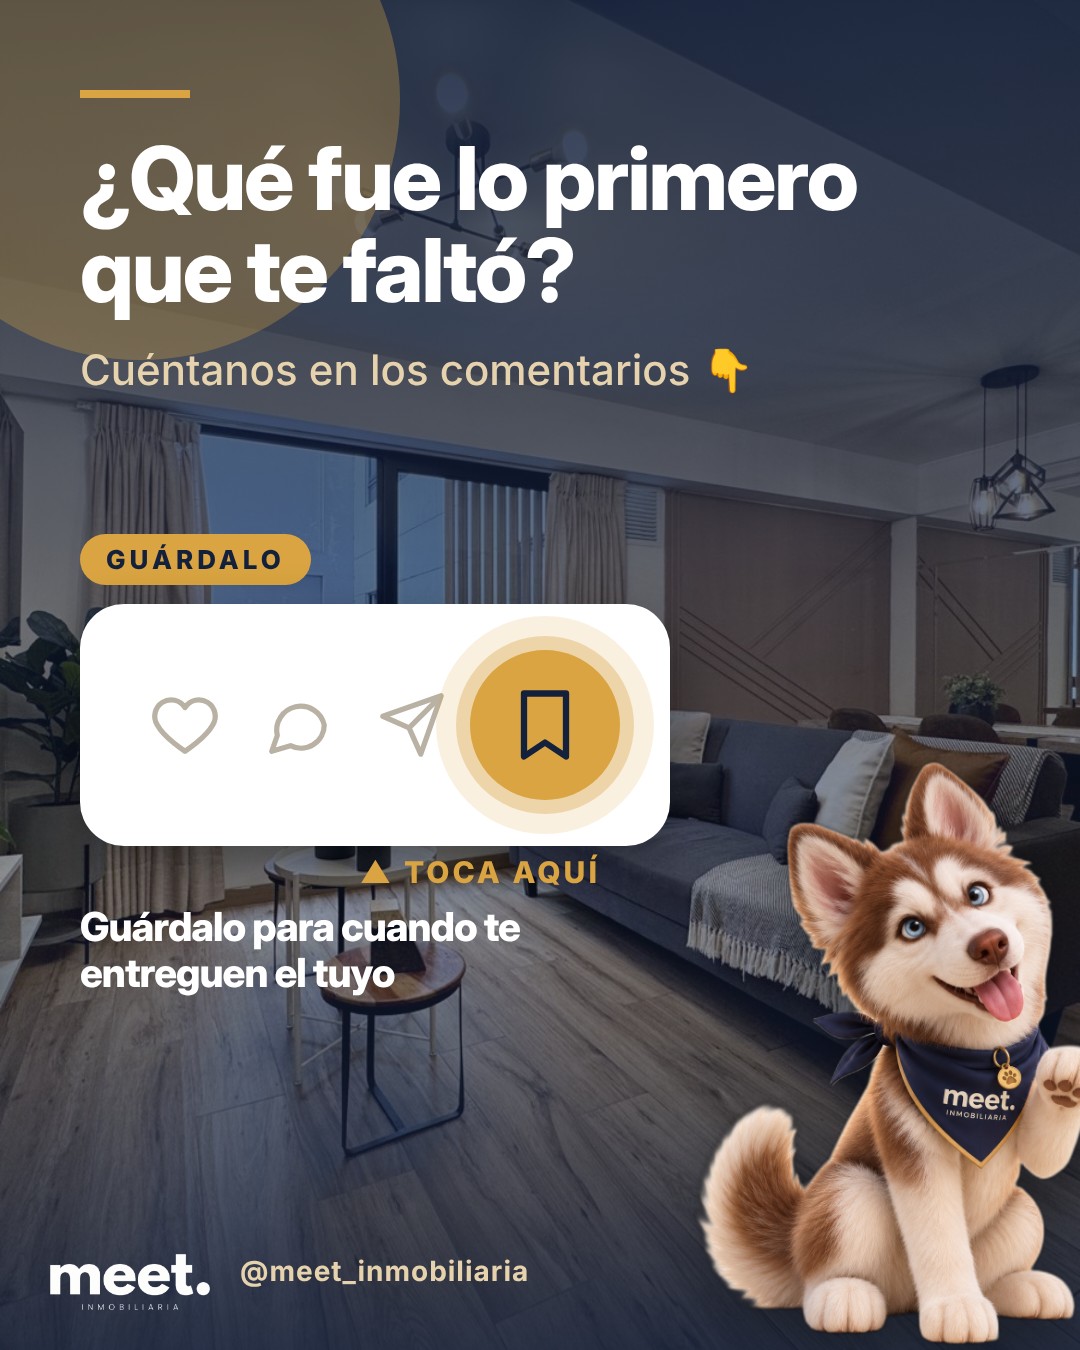 ¿Qué fue lo primero
que te faltó?
Cuéntanos en los comentarios 👇
GUÁRDALO
▲ TOCA AQUÍ
Guárdalo para cuando te
entreguen el tuyo
meet.
INMOBILIARIA
meet.
INMOBILIARIA
@meet_inmobiliaria